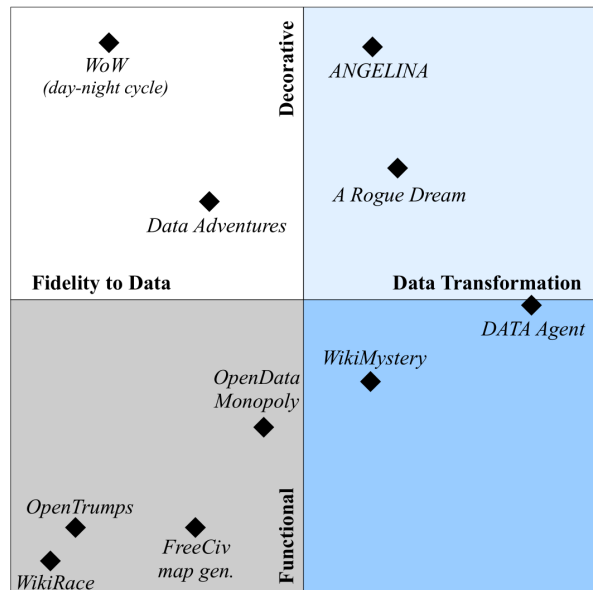 WoW
(day-night cycle)
Decorative
ANGELINA
A Rogue Dream
Data Adventures
Fidelity to Data
Data Transformation
DATA Agent
WikiMystery
OpenData
Monopoly
OpenTrumps
FreeCiv
map gen.
Functional
WikiRace